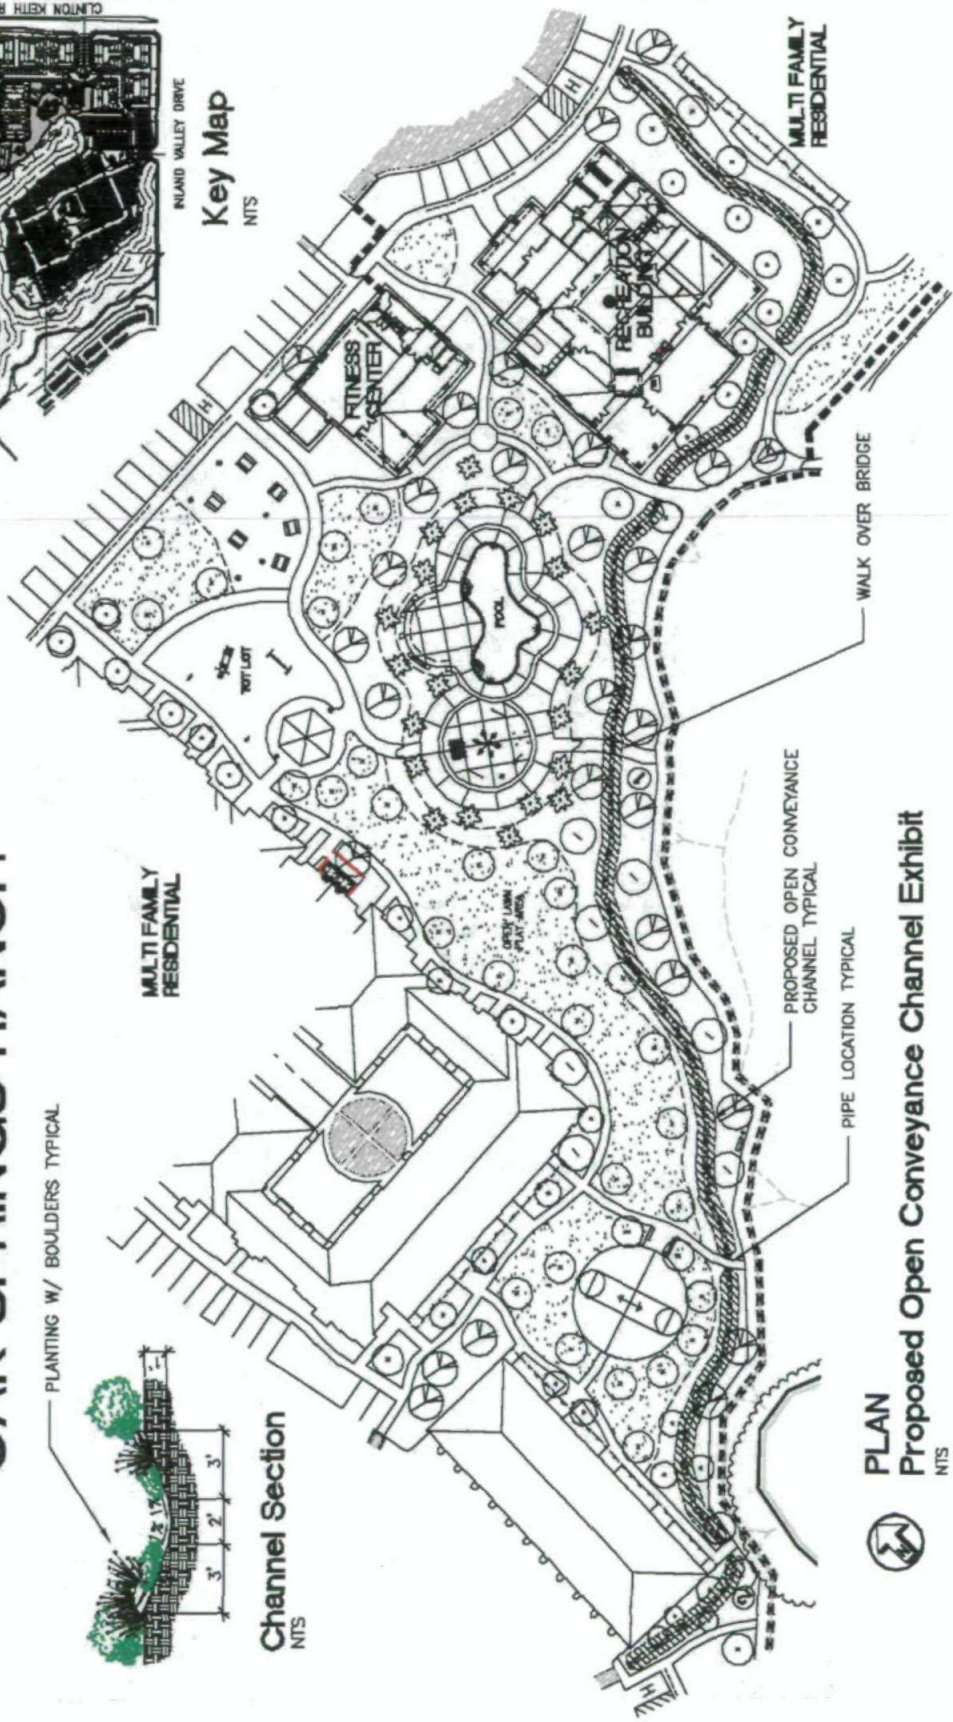 CLINTON KEITH R
INLAND VALLEY DRIVE
Key Map
NTS
MULTI FAMILY
RESIDENTIAL
PLANTING W/ BOULDERS TYPICAL
3'
2'
3'
Channel Section
NTS
MULTI FAMILY
RESIDENTIAL
H
H
H
FITNESS
CENTER
RECREATION
BUILDING
TOT LOT
POOL
OPEN LAWN
PLAY AREA
WALK OVER BRIDGE
PROPOSED OPEN CONVEYANCE
CHANNEL TYPICAL
PIPE LOCATION TYPICAL
PLAN
Proposed Open Conveyance Channel Exhibit
NTS